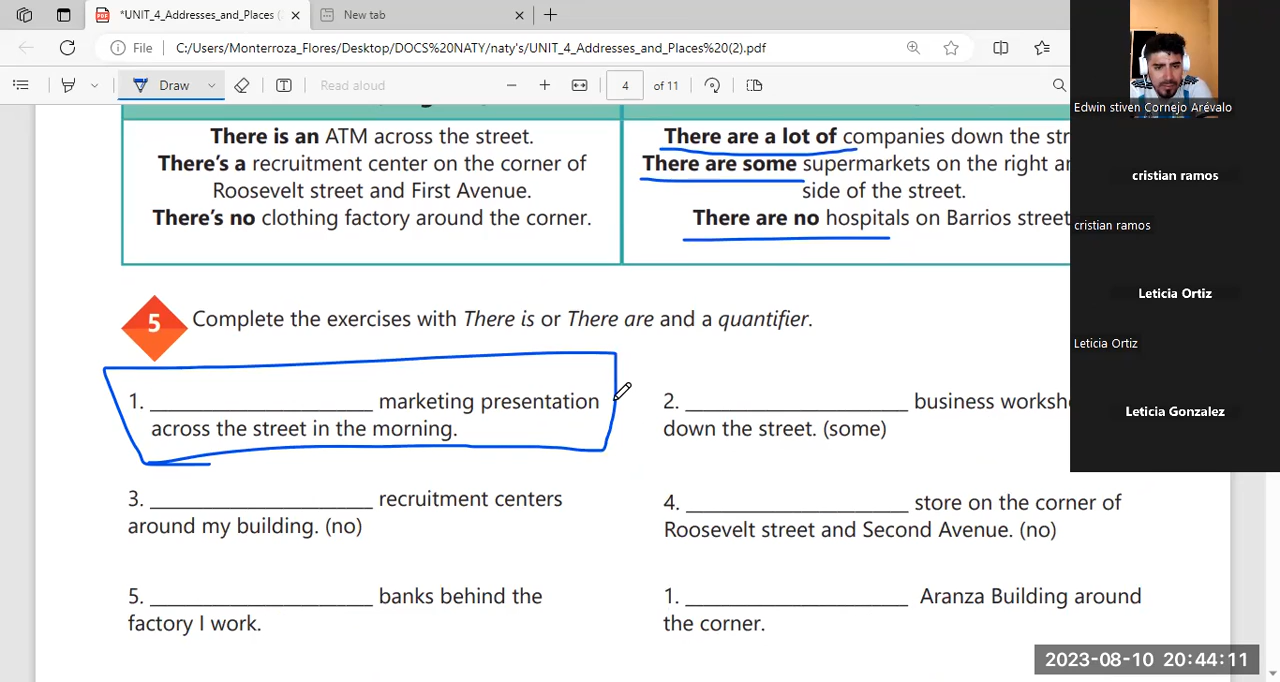 *UNIT_4_Addresses_and_Places (
New tab
File
C:/Users/Monterroza_Flores/Desktop/DOCS%20NATY/naty's/UNIT_4_Addresses_and_Places%20(2).pdf
Draw
Read aloud
4
of 11
There is an ATM across the street.
There's a recruitment center on the corner of
Roosevelt street and First Avenue.
There's no clothing factory around the corner.
There are a lot of companies down the str
There are some supermarkets on the right ar
side of the street.
There are no hospitals on Barrios street
5
Complete the exercises with There is or There are and a quantifier.
1. ____________________ marketing presentation
across the street in the morning.
2. ____________________ business worksh
down the street. (some)
3. ____________________ recruitment centers
around my building. (no)
4. ____________________ store on the corner of
Roosevelt street and Second Avenue. (no)
5. ____________________ banks behind the
factory I work.
1. ____________________ Aranza Building around
the corner.
Edwin stiven Cornejo Arévalo
cristian ramos
cristian ramos
Leticia Ortiz
Leticia Ortiz
Leticia Gonzalez
2023-08-10 20:44:11